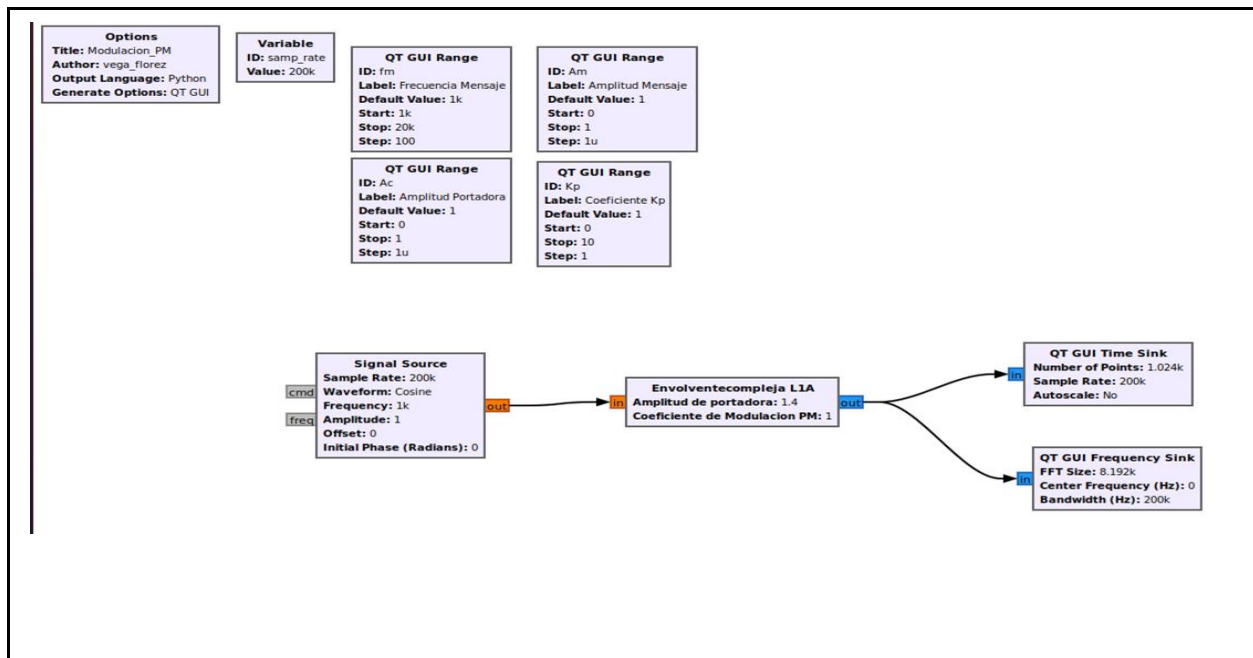 Options
Title: Modulacion_PM
Author: vega_florez
Output Language: Python
Generate Options: QT GUI
Variable
ID: samp_rate
Value: 200k
QT GUI Range
ID: fm
Label: Frecuencia Mensaje
Default Value: 1k
Start: 1k
Stop: 20k
Step: 100
QT GUI Range
ID: Am
Label: Amplitud Mensaje
Default Value: 1
Start: 0
Stop: 1
Step: 1u
QT GUI Range
ID: Ac
Label: Amplitud Portadora
Default Value: 1
Start: 0
Stop: 1
Step: 1u
QT GUI Range
ID: Kp
Label: Coeficiente Kp
Default Value: 1
Start: 0
Stop: 10
Step: 1
cmd
freq
Signal Source
Sample Rate: 200k
Waveform: Cosine
Frequency: 1k
Amplitude: 1
Offset: 0
Initial Phase (Radians): 0
out
in
Envolventecompleja L1A
Amplitud de portadora: 1.4
Coeficiente de Modulacion PM: 1
out
in
QT GUI Time Sink
Number of Points: 1.024k
Sample Rate: 200k
Autoscale: No
in
QT GUI Frequency Sink
FFT Size: 8.192k
Center Frequency (Hz): 0
Bandwidth (Hz): 200k